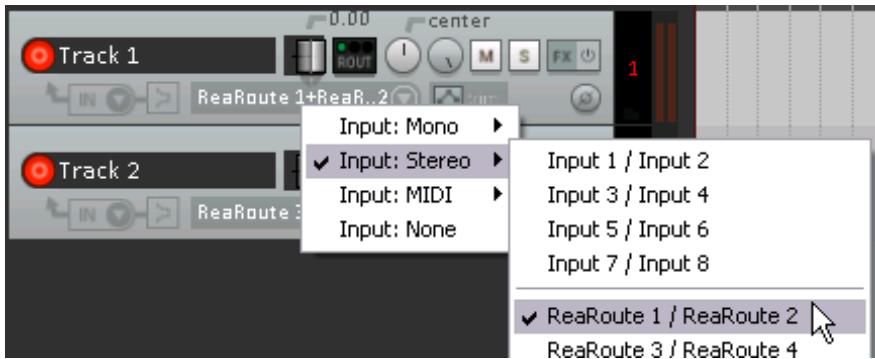 0.00 center
Track 1 ROUT M S FX 1
IN ReaRoute 1+ReaR..2 trim
Input: Mono
Input: Stereo
Input: MIDI
Input: None
Track 2
IN ReaRoute 3
Input 1 / Input 2
Input 3 / Input 4
Input 5 / Input 6
Input 7 / Input 8
ReaRoute 1 / ReaRoute 2
ReaRoute 3 / ReaRoute 4